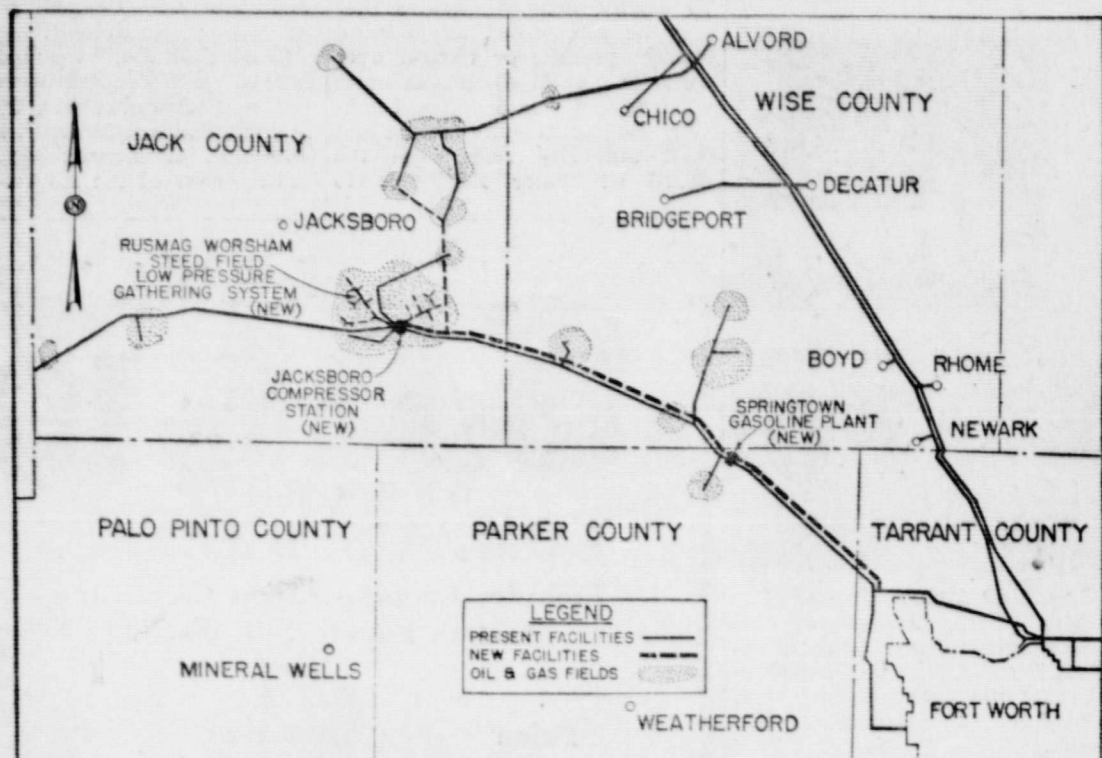 ALVORD
WISE COUNTY
CHICO
JACK COUNTY
DECATUR
BRIDGEPORT
JACKSBORO
RUSMAG WORSHAM
STEED FIELD
LOW PRESSURE
GATHERING SYSTEM
(NEW)
BOYD
RHOME
JACKSBORO
COMPRESSOR
STATION
(NEW)
SPRINGTOWN
GASOLINE PLANT
(NEW)
NEWARK
PALO PINTO COUNTY
PARKER COUNTY
TARRANT COUNTY
LEGEND
PRESENT FACILITIES
NEW FACILITIES
OIL & GAS FIELDS
MINERAL WELLS
WEATHERFORD
FORT WORTH